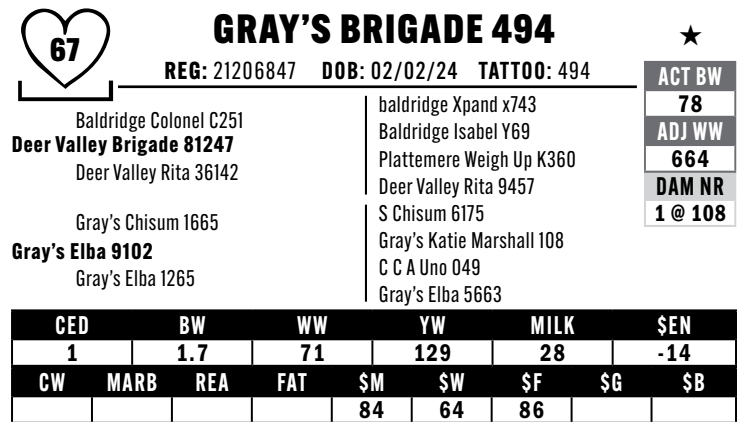 67
GRAY'S BRIGADE 494
★
REG: 21206847 DOB: 02/02/24 TATTOO: 494
ACT BW
78
ADJ WW
664
DAM NR
1 @ 108
Baldridge Colonel C251
Deer Valley Brigade 81247
Deer Valley Rita 36142
Gray's Chisum 1665
Gray's Elba 9102
Gray's Elba 1265
baldridge Xpand x743
Baldridge Isabel Y69
Plattemere Weigh Up K360
Deer Valley Rita 9457
S Chisum 6175
Gray's Katie Marshall 108
C C A Uno 049
Gray's Elba 5663
CED BW WW YW MILK $EN
1 1.7 71 129 28 -14
CW MARB REA FAT $M $W $F $G $B
84 64 86